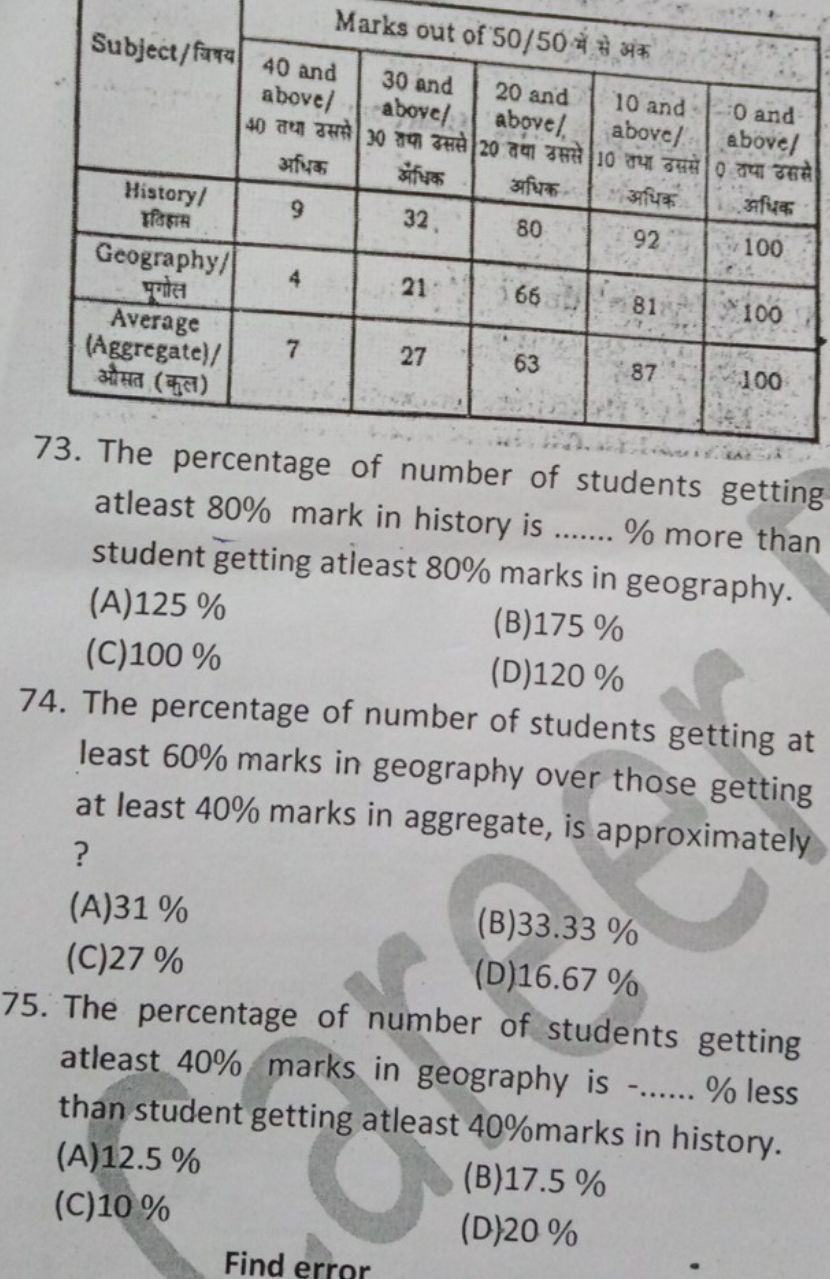 Marks out of 50/50 में से अंक
Subject/विषय
40 and above/ 40 तथा उससे अधिक
30 and above/ 30 तथा उससे अधिक
20 and above/ 20 तथा उससे अधिक
10 and above/ 10 तथा उससे अधिक
0 and above/ 0 तथा उससे अधिक
History/ इतिहास 9 32 80 92 100
Geography/ भूगोल 4 21 66 81 100
Average (Aggregate)/ औसत (कुल) 7 27 63 87 100
73. The percentage of number of students getting
atleast 80% mark in history is ....... % more than
student getting atleast 80% marks in geography.
(A)125 % (B)175 %
(C)100 % (D)120 %
74. The percentage of number of students getting at
least 60% marks in geography over those getting
at least 40% marks in aggregate, is approximately
?
(A)31 % (B)33.33 %
(C)27 % (D)16.67 %
75. The percentage of number of students getting
atleast 40% marks in geography is -...... % less
than student getting atleast 40%marks in history.
(A)12.5 % (B)17.5 %
(C)10 % (D)20 %
Find error
Career